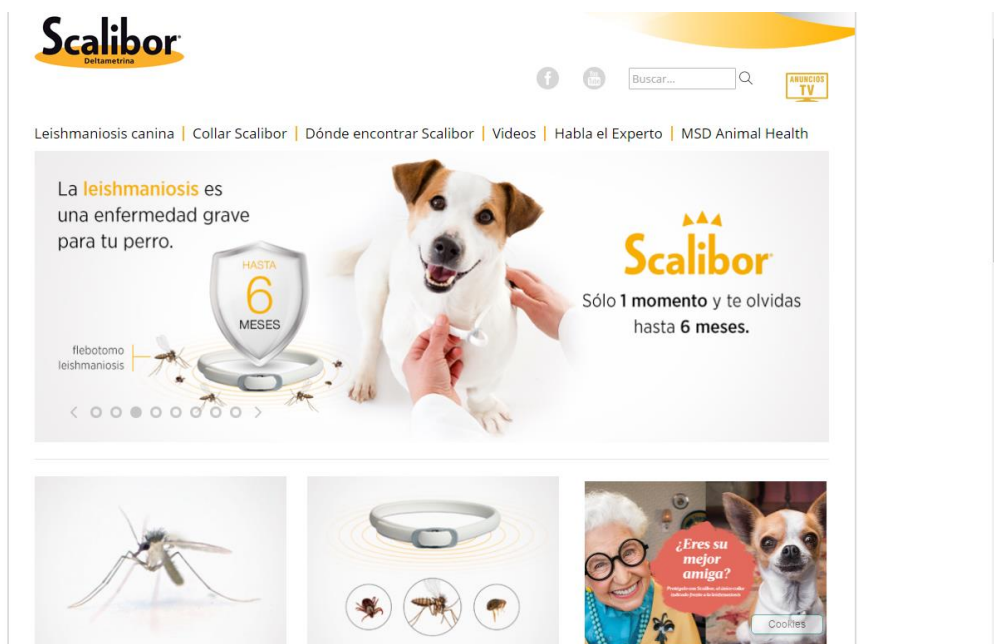 Scalibor
Deltametrina
f
You
Tube
Buscar...
ANUNCIOS
TV
Leishmaniosis canina | Collar Scalibor | Dónde encontrar Scalibor | Videos | Habla el Experto | MSD Animal Health
La leishmaniosis es
una enfermedad grave
para tu perro.
HASTA
6
MESES
flebotomo
leishmaniosis
Scalibor
Sólo 1 momento y te olvidas
hasta 6 meses.
¿Eres su
mejor
amiga?
Cookies